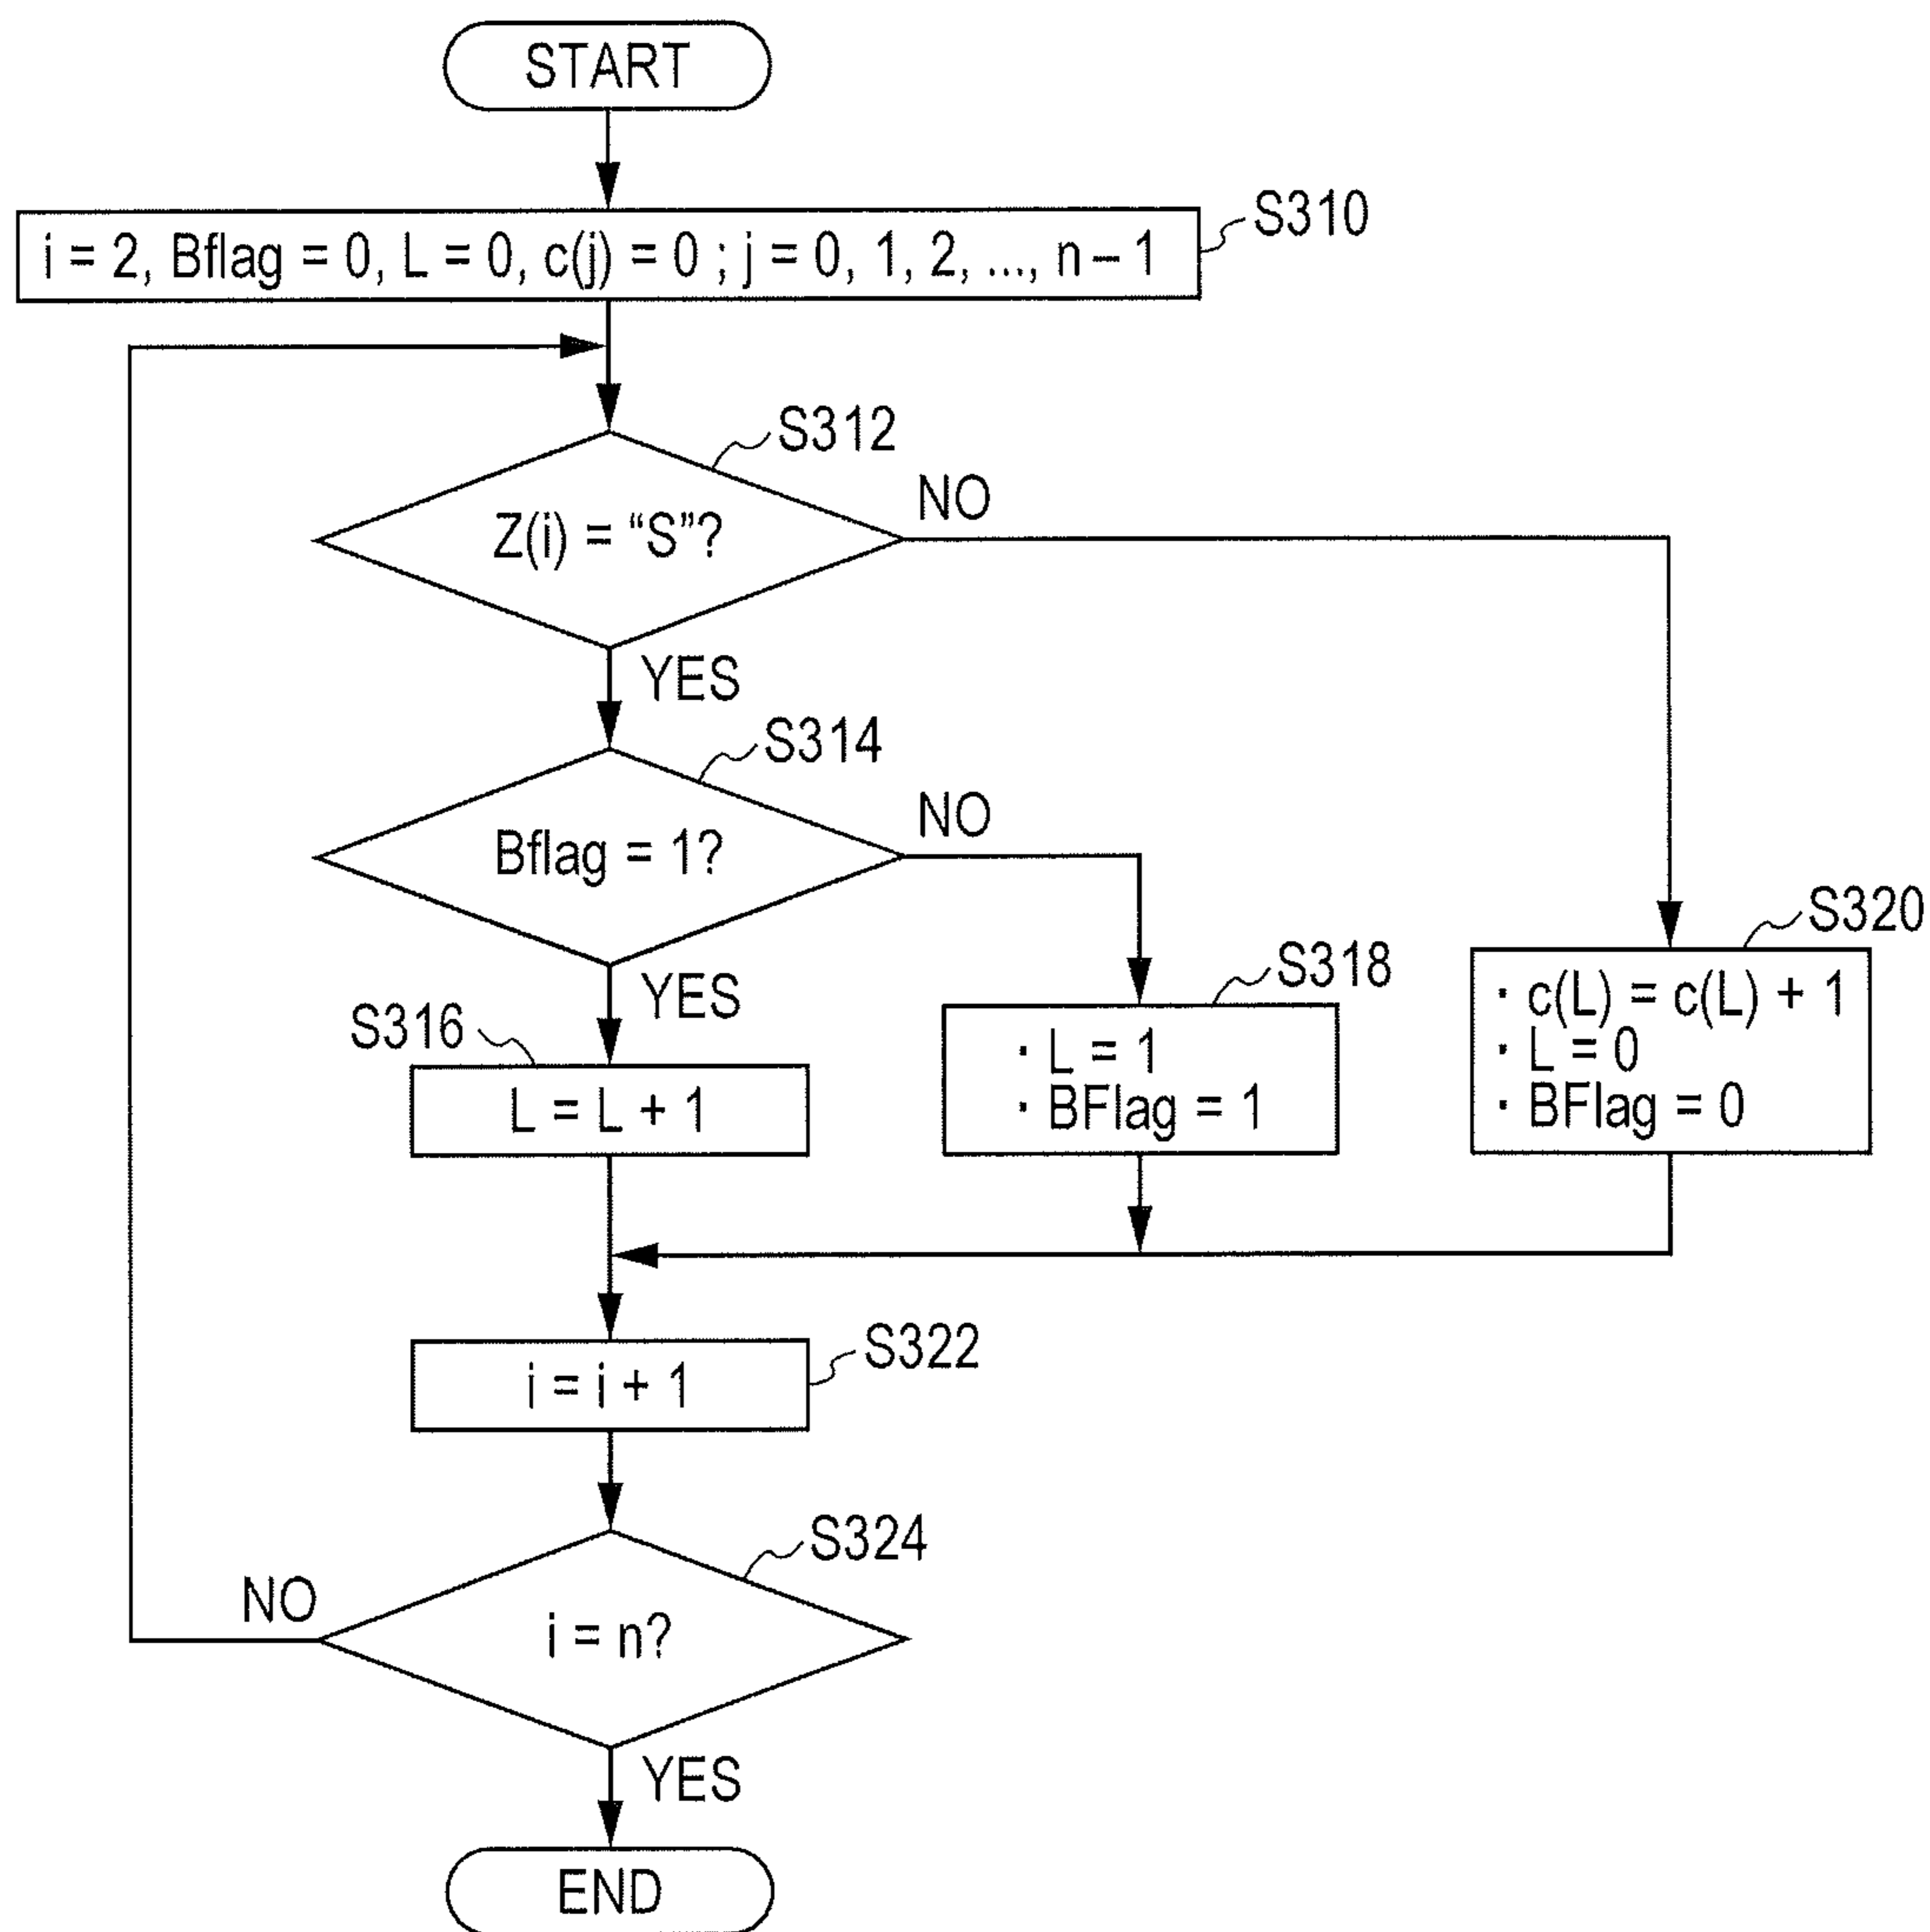 START
S310
i = 2, Bflag = 0, L = 0, c(j) = 0 ; j = 0, 1, 2, ..., n – 1
S312
Z(i) = “S”?
NO
YES
S314
Bflag = 1?
NO
YES
S316
L = L + 1
S318
· L = 1
· BFlag = 1
S320
· c(L) = c(L) + 1
· L = 0
· BFlag = 0
S322
i = i + 1
S324
i = n?
NO
YES
END